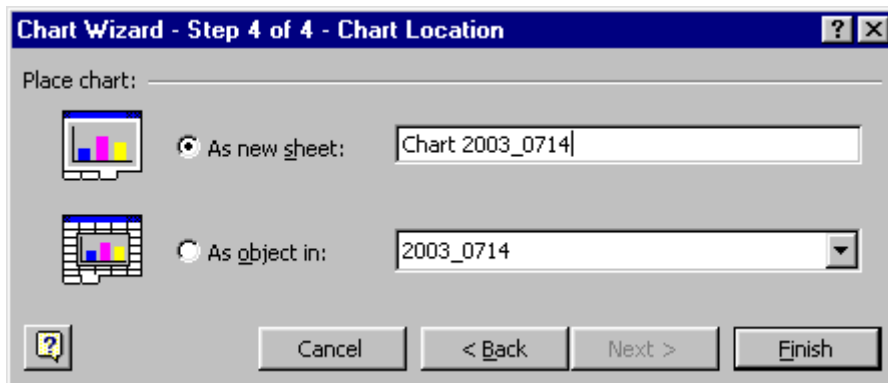 Chart Wizard - Step 4 of 4 - Chart Location
Place chart:
As new sheet: Chart 2003_0714
As object in: 2003_0714
Cancel < Back Next > Finish